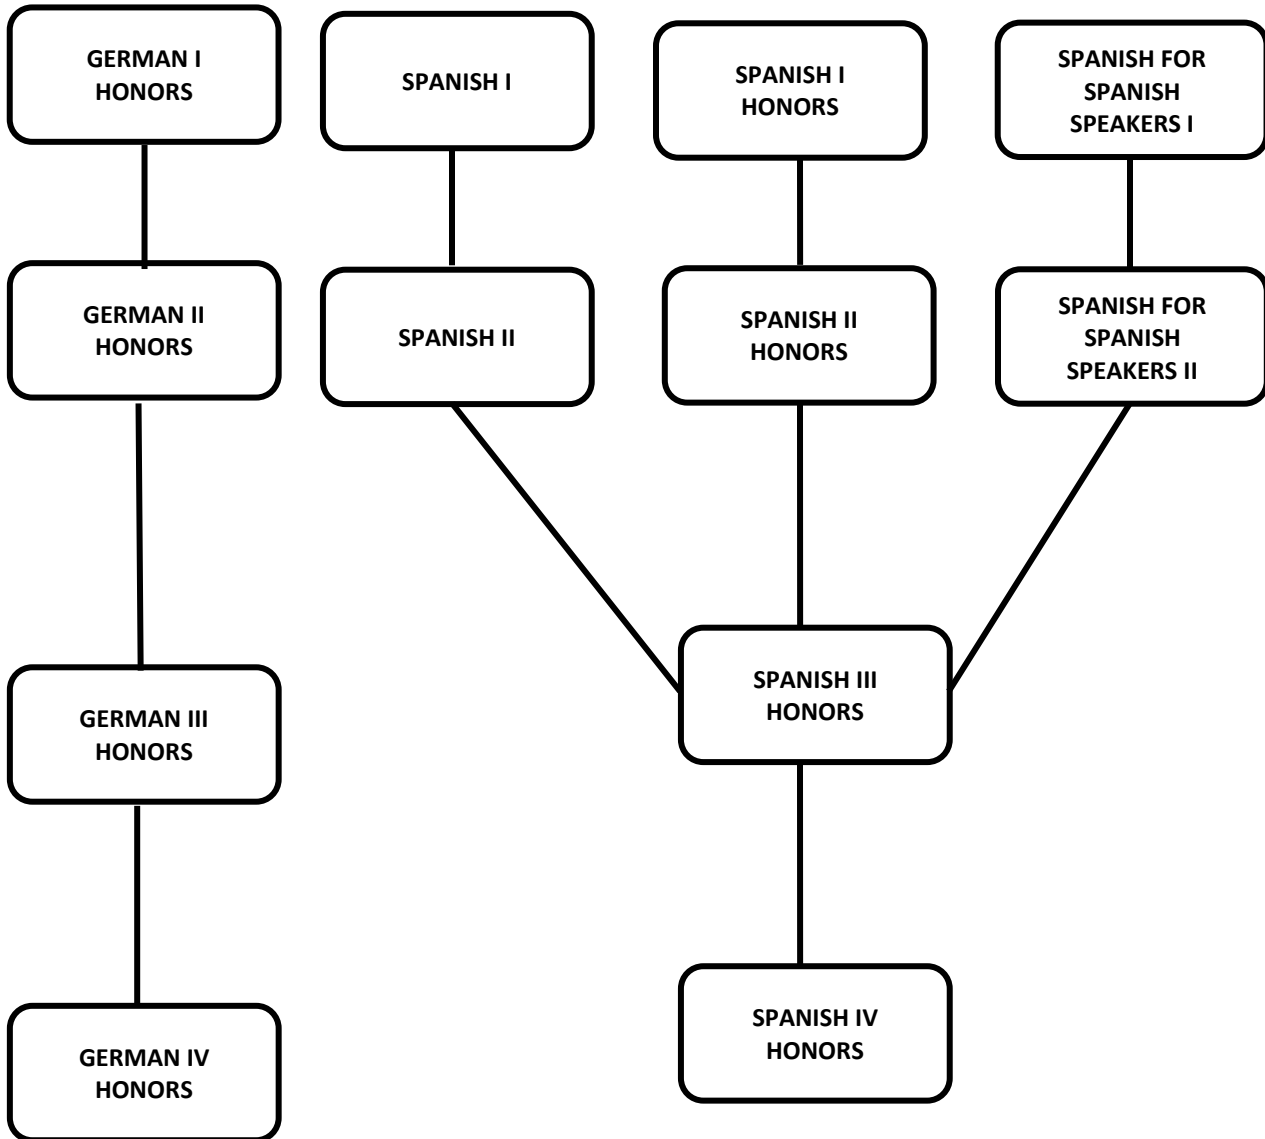 GERMAN I
HONORS
SPANISH I
SPANISH I
HONORS
SPANISH FOR
SPANISH
SPEAKERS I
GERMAN II
HONORS
SPANISH II
SPANISH II
HONORS
SPANISH FOR
SPANISH
SPEAKERS II
GERMAN III
HONORS
SPANISH III
HONORS
GERMAN IV
HONORS
SPANISH IV
HONORS